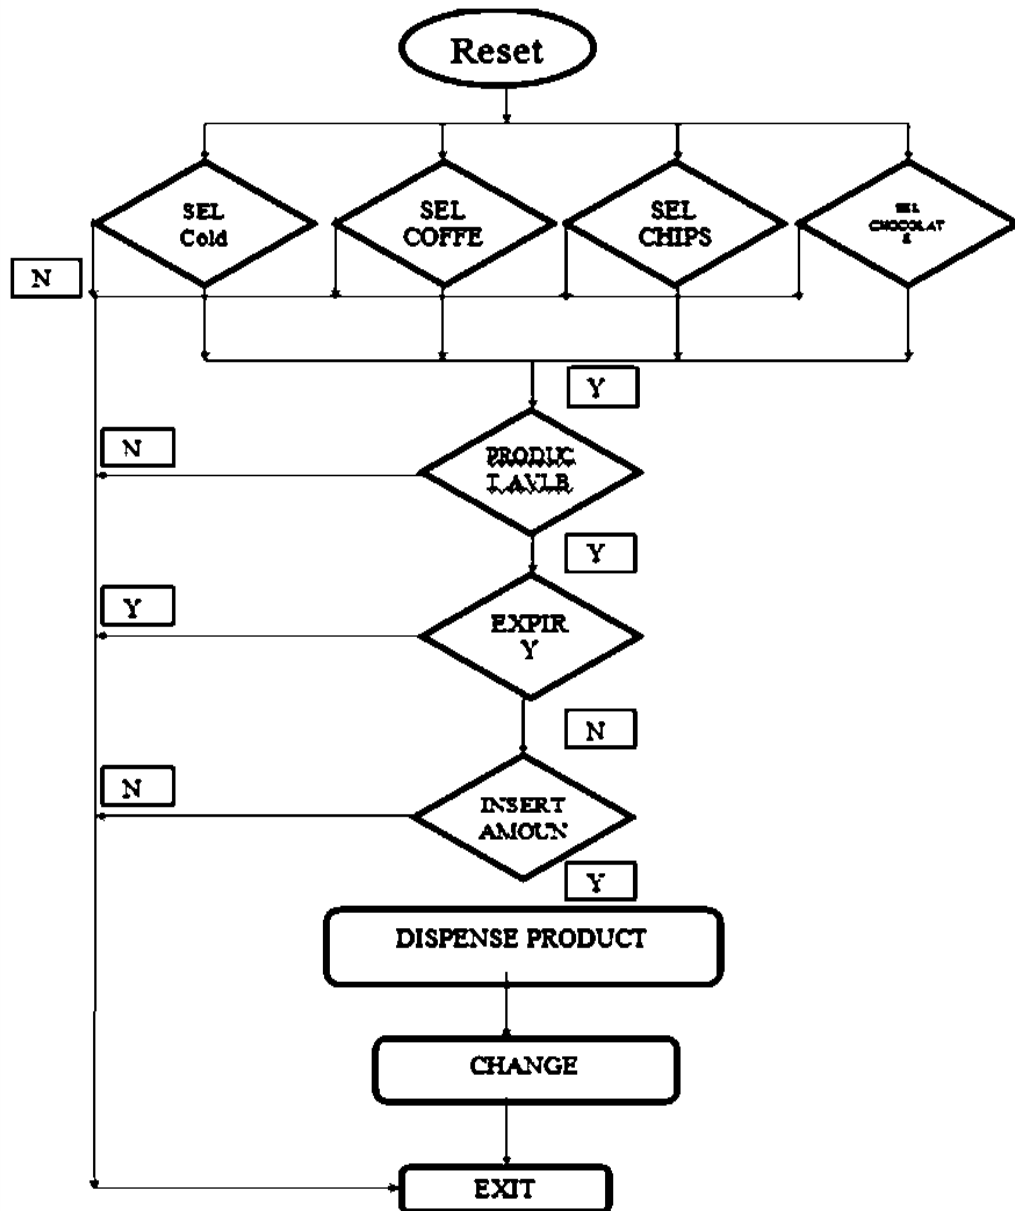 Reset
SEL
Cold
SEL
COFFE
SEL
CHIPS
SEL
CHOCOLAT
E
N
Y
N
PRODUC
T AVLB
Y
Y
EXPIR
Y
N
N
INSERT
AMOUN
Y
DISPENSE PRODUCT
CHANGE
EXIT